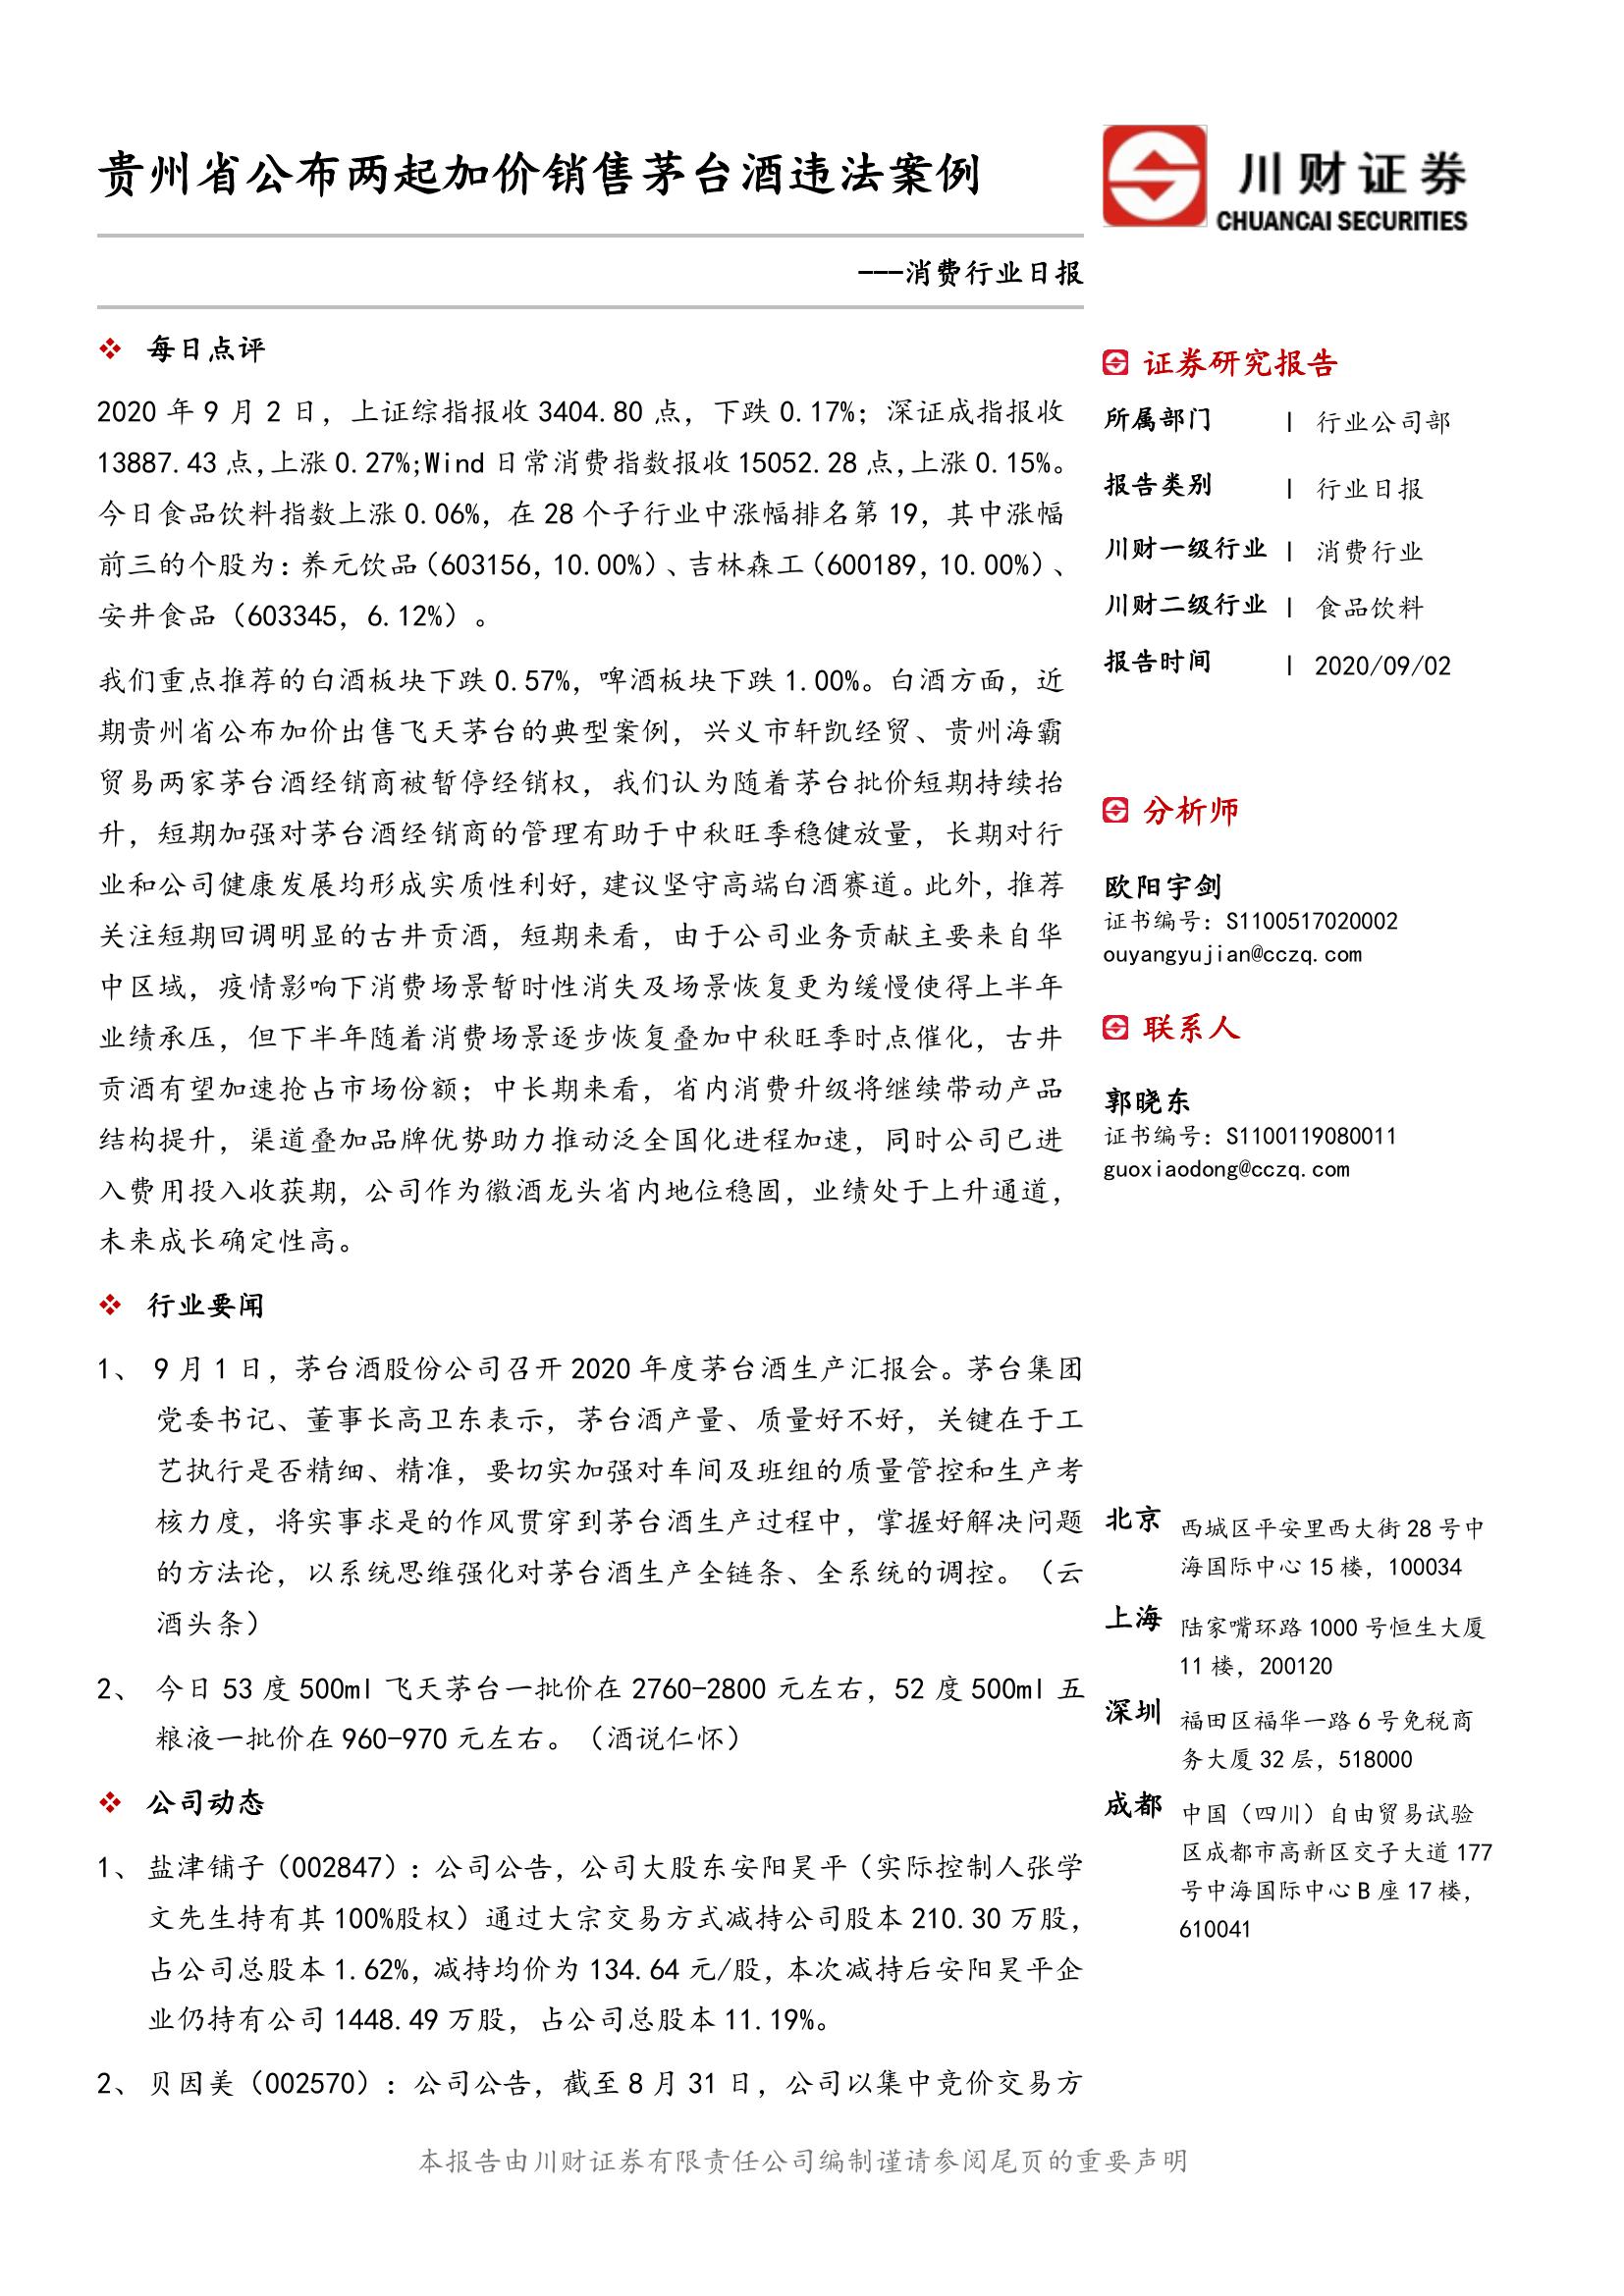 贵州省公布两起加价销售茅台酒违法案例
川财证券
CHUANCAI SECURITIES
---消费行业日报
每日点评
2020 年 9 月 2 日，上证综指报收 3404.80 点，下跌 0.17%；深证成指报收
13887.43 点,上涨 0.27%;Wind 日常消费指数报收 15052.28 点,上涨 0.15%。
今日食品饮料指数上涨 0.06%，在 28 个子行业中涨幅排名第 19，其中涨幅
前三的个股为：养元饮品（603156，10.00%）、吉林森工（600189，10.00%）、
安井食品（603345，6.12%）。
我们重点推荐的白酒板块下跌 0.57%，啤酒板块下跌 1.00%。白酒方面，近
期贵州省公布加价出售飞天茅台的典型案例，兴义市轩凯经贸、贵州海霸
贸易两家茅台酒经销商被暂停经销权，我们认为随着茅台批价短期持续抬
升，短期加强对茅台酒经销商的管理有助于中秋旺季稳健放量，长期对行
业和公司健康发展均形成实质性利好，建议坚守高端白酒赛道。此外，推荐
关注短期回调明显的古井贡酒，短期来看，由于公司业务贡献主要来自华
中区域，疫情影响下消费场景暂时性消失及场景恢复更为缓慢使得上半年
业绩承压，但下半年随着消费场景逐步恢复叠加中秋旺季时点催化，古井
贡酒有望加速抢占市场份额；中长期来看，省内消费升级将继续带动产品
结构提升，渠道叠加品牌优势助力推动泛全国化进程加速，同时公司已进
入费用投入收获期，公司作为徽酒龙头省内地位稳固，业绩处于上升通道，
未来成长确定性高。
行业要闻
1、 9 月 1 日，茅台酒股份公司召开 2020 年度茅台酒生产汇报会。茅台集团
党委书记、董事长高卫东表示，茅台酒产量、质量好不好，关键在于工
艺执行是否精细、精准，要切实加强对车间及班组的质量管控和生产考
核力度，将实事求是的作风贯穿到茅台酒生产过程中，掌握好解决问题
的方法论，以系统思维强化对茅台酒生产全链条、全系统的调控。（云
酒头条）
2、 今日 53 度 500ml 飞天茅台一批价在 2760-2800 元左右，52 度 500ml 五
粮液一批价在 960-970 元左右。（酒说仁怀）
公司动态
1、 盐津铺子（002847）：公司公告，公司大股东安阳昊平（实际控制人张学
文先生持有其 100%股权）通过大宗交易方式减持公司股本 210.30 万股，
占公司总股本 1.62%，减持均价为 134.64 元/股，本次减持后安阳昊平企
业仍持有公司 1448.49 万股，占公司总股本 11.19%。
2、 贝因美（002570）：公司公告，截至 8 月 31 日，公司以集中竞价交易方
证券研究报告
所属部门 | 行业公司部
报告类别 | 行业日报
川财一级行业 | 消费行业
川财二级行业 | 食品饮料
报告时间 | 2020/09/02
分析师
欧阳宇剑
证书编号：S1100517020002
ouyangyujian@cczq.com
联系人
郭晓东
证书编号：S1100119080011
guoxiaodong@cczq.com
北京 西城区平安里西大街 28 号中
海国际中心 15 楼，100034
上海 陆家嘴环路 1000 号恒生大厦
11 楼，200120
深圳 福田区福华一路 6 号免税商
务大厦 32 层，518000
成都 中国（四川）自由贸易试验
区成都市高新区交子大道 177
号中海国际中心 B 座 17 楼，
610041
本报告由川财证券有限责任公司编制谨请参阅尾页的重要声明